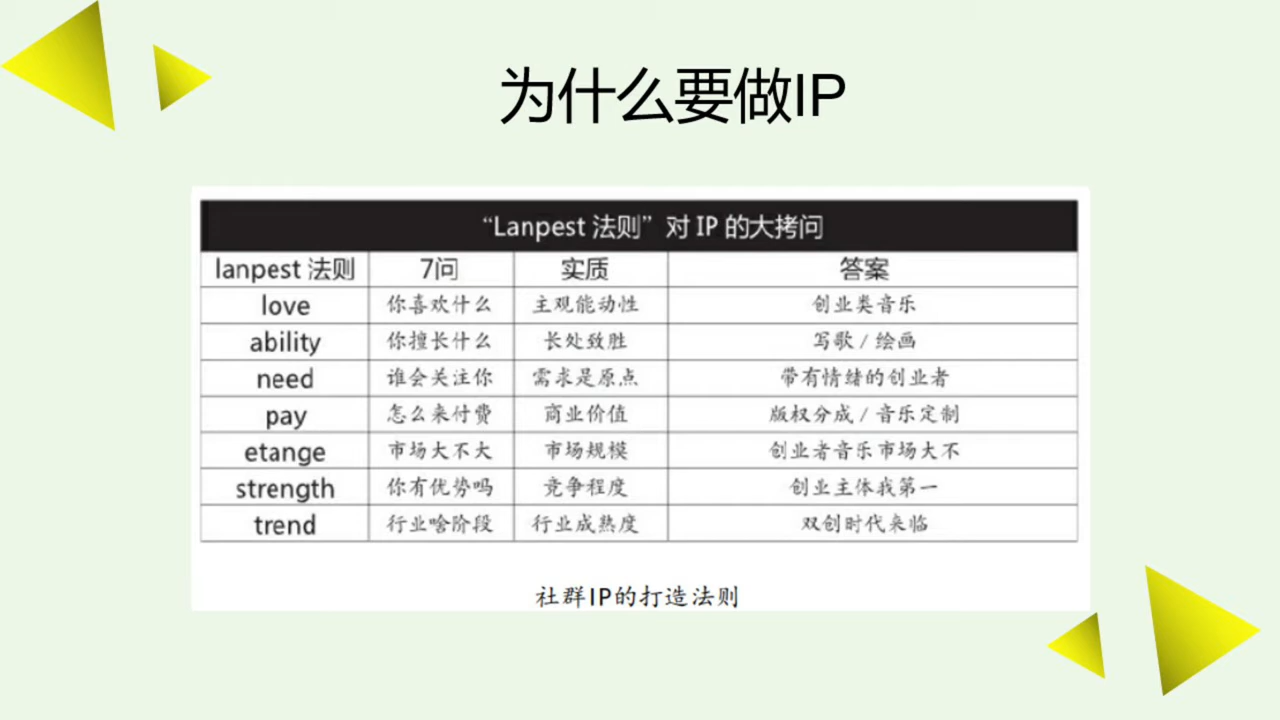 为什么要做IP
“Lanpest 法则”对 IP 的大拷问
lanpest 法则 7问 实质 答案
love 你喜欢什么 主观能动性 创业类音乐
ability 你擅长什么 长处致胜 写歌 / 绘画
need 谁会关注你 需求是原点 带有情绪的创业者
pay 怎么来付费 商业价值 版权分成 / 音乐定制
etange 市场大不大 市场规模 创业者音乐市场大不
strength 你有优势吗 竞争程度 创业主体我第一
trend 行业啥阶段 行业成熟度 双创时代来临
社群IP的打造法则